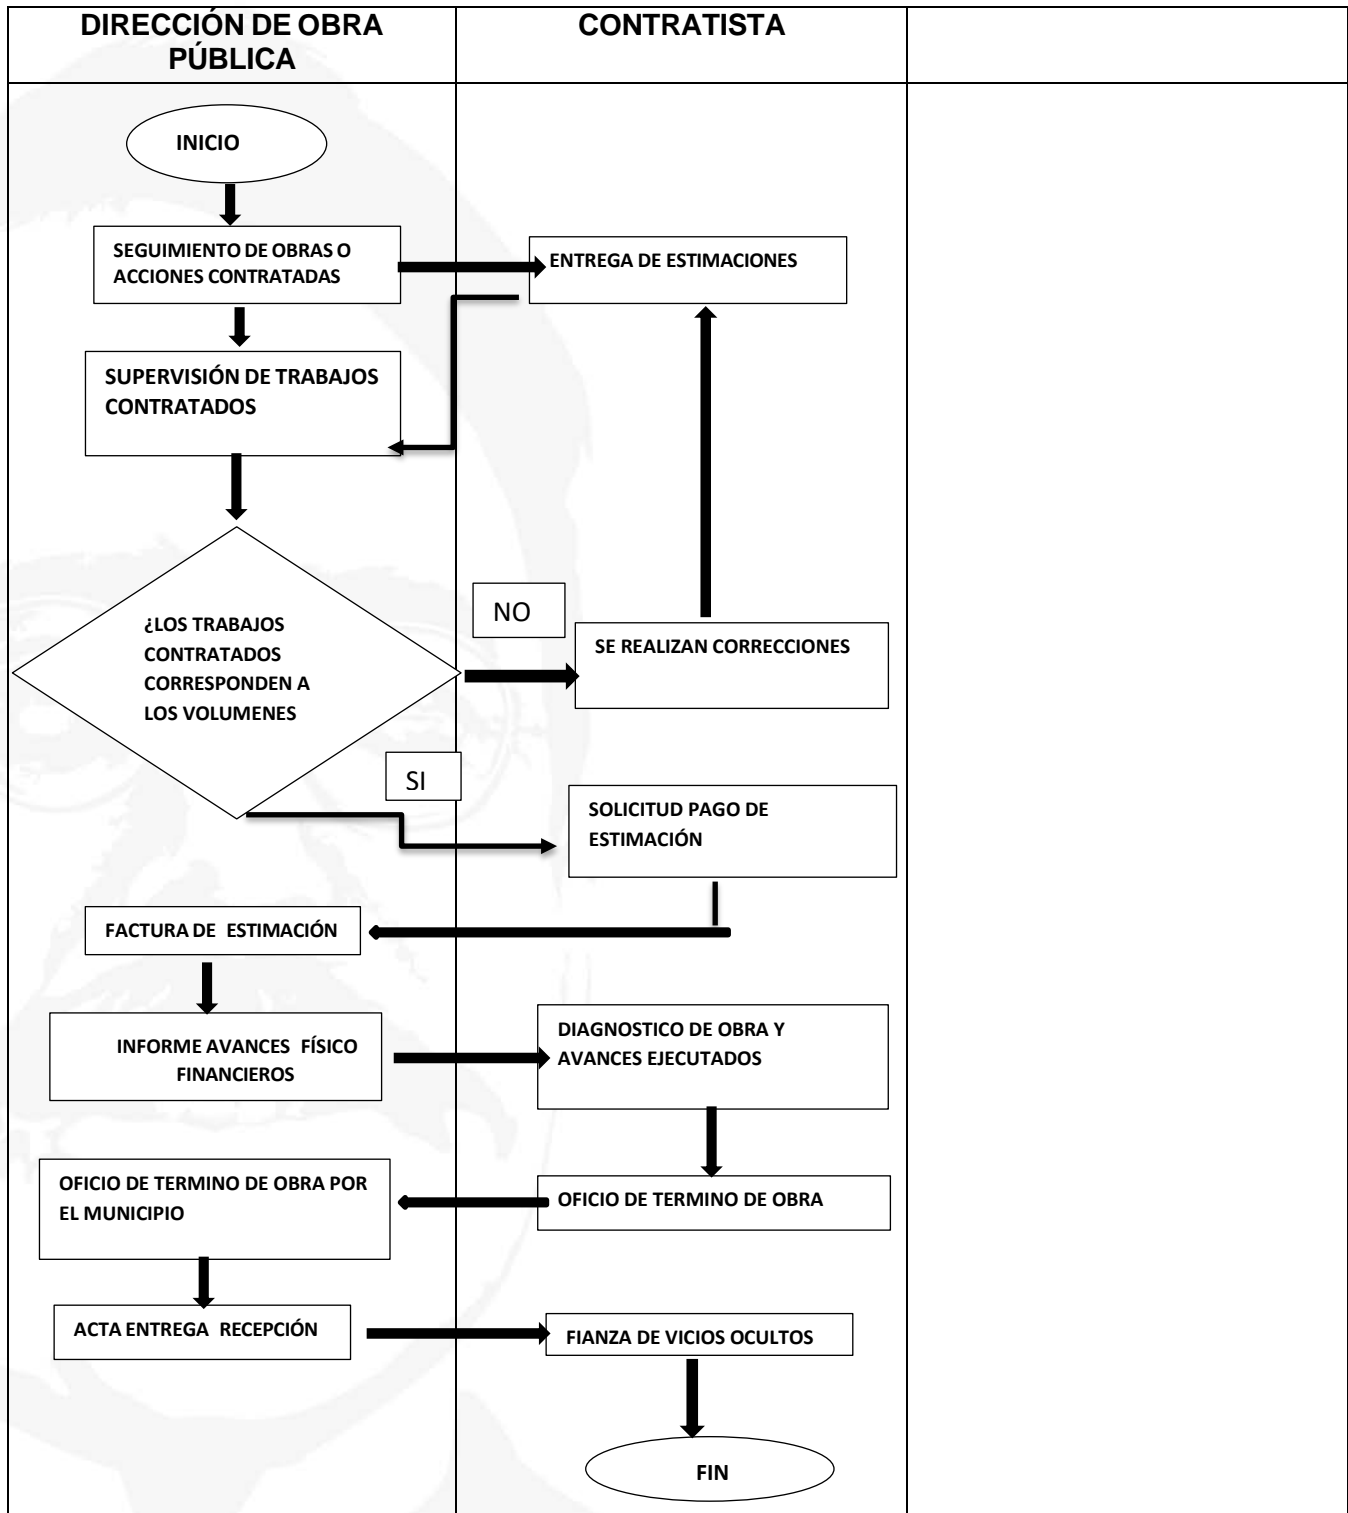 DIRECCIÓN DE OBRA
PÚBLICA
CONTRATISTA
INICIO
SEGUIMIENTO DE OBRAS O
ACCIONES CONTRATADAS
ENTREGA DE ESTIMACIONES
SUPERVISIÓN DE TRABAJOS
CONTRATADOS
¿LOS TRABAJOS
CONTRATADOS
CORRESPONDEN A
LOS VOLUMENES
NO
SE REALIZAN CORRECCIONES
SI
SOLICITUD PAGO DE
ESTIMACIÓN
FACTURA DE ESTIMACIÓN
INFORME AVANCES FÍSICO
FINANCIEROS
DIAGNOSTICO DE OBRA Y
AVANCES EJECUTADOS
OFICIO DE TERMINO DE OBRA POR
EL MUNICIPIO
OFICIO DE TERMINO DE OBRA
ACTA ENTREGA RECEPCIÓN
FIANZA DE VICIOS OCULTOS
FIN